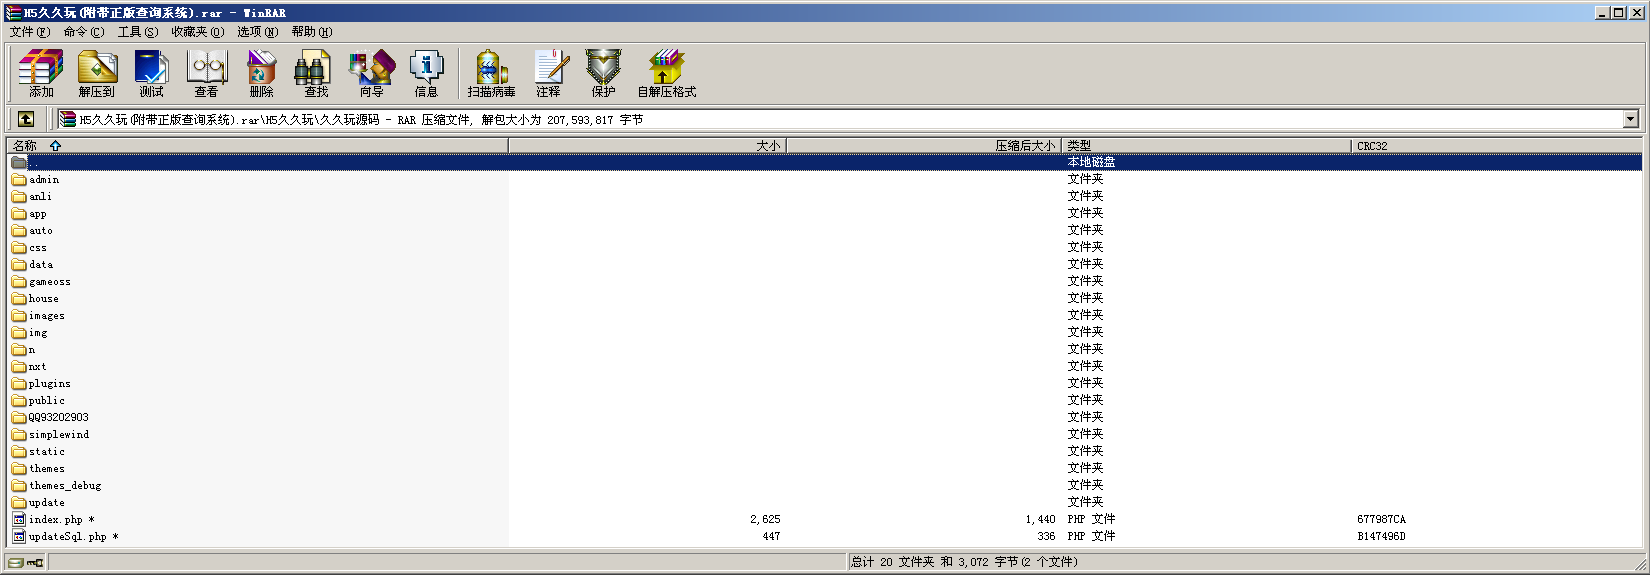 H5久久玩(附带正版查询系统).rar - WinRAR
文件(F) 命令(C) 工具(S) 收藏夹(O) 选项(N) 帮助(H)
添加 解压到 测试 查看 删除 查找 向导 信息 扫描病毒 注释 保护 自解压格式
H5久久玩(附带正版查询系统).rar\H5久久玩\久久玩源码 - RAR 压缩文件, 解包大小为 207,593,817 字节
名称 大小 压缩后大小 类型 CRC32
.. 本地磁盘
admin 文件夹
anli 文件夹
app 文件夹
auto 文件夹
css 文件夹
data 文件夹
gameoss 文件夹
house 文件夹
images 文件夹
img 文件夹
n 文件夹
nxt 文件夹
plugins 文件夹
public 文件夹
QQ93202903 文件夹
simplewind 文件夹
static 文件夹
themes 文件夹
themes_debug 文件夹
update 文件夹
index.php * 2,625 1,440 PHP 文件 677987CA
updateSql.php * 447 336 PHP 文件 B147496D
总计 20 文件夹 和 3,072 字节(2 个文件)